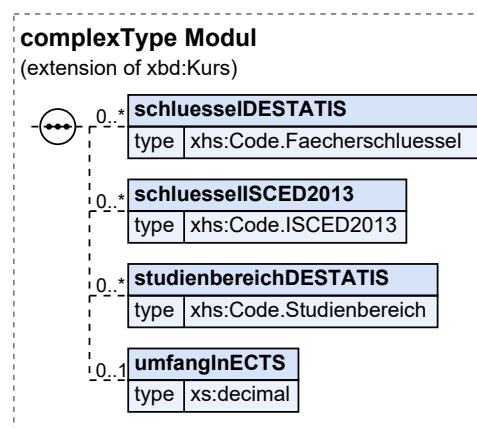 complexType Modul
(extension of xbd:Kurs)
0..* schluesselDESTATIS
type xhs:Code.Faecherschluessel
0..* schluesselISCED2013
type xhs:Code.ISCED2013
0..* studienbereichDESTATIS
type xhs:Code.Studienbereich
0..1 umfangInECTS
type xs:decimal